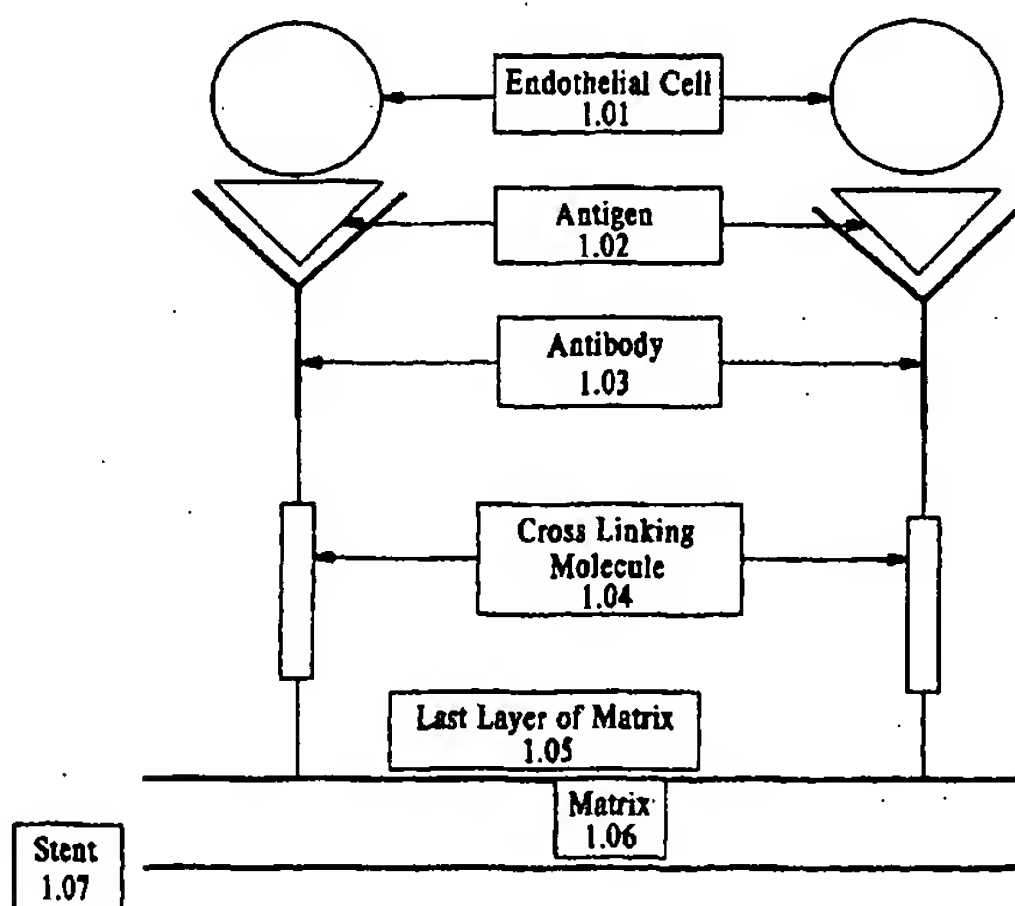 Endothelial Cell
1.01
Antigen
1.02
Antibody
1.03
Cross Linking
Molecule
1.04
Last Layer of Matrix
1.05
Matrix
1.06
Stent
1.07